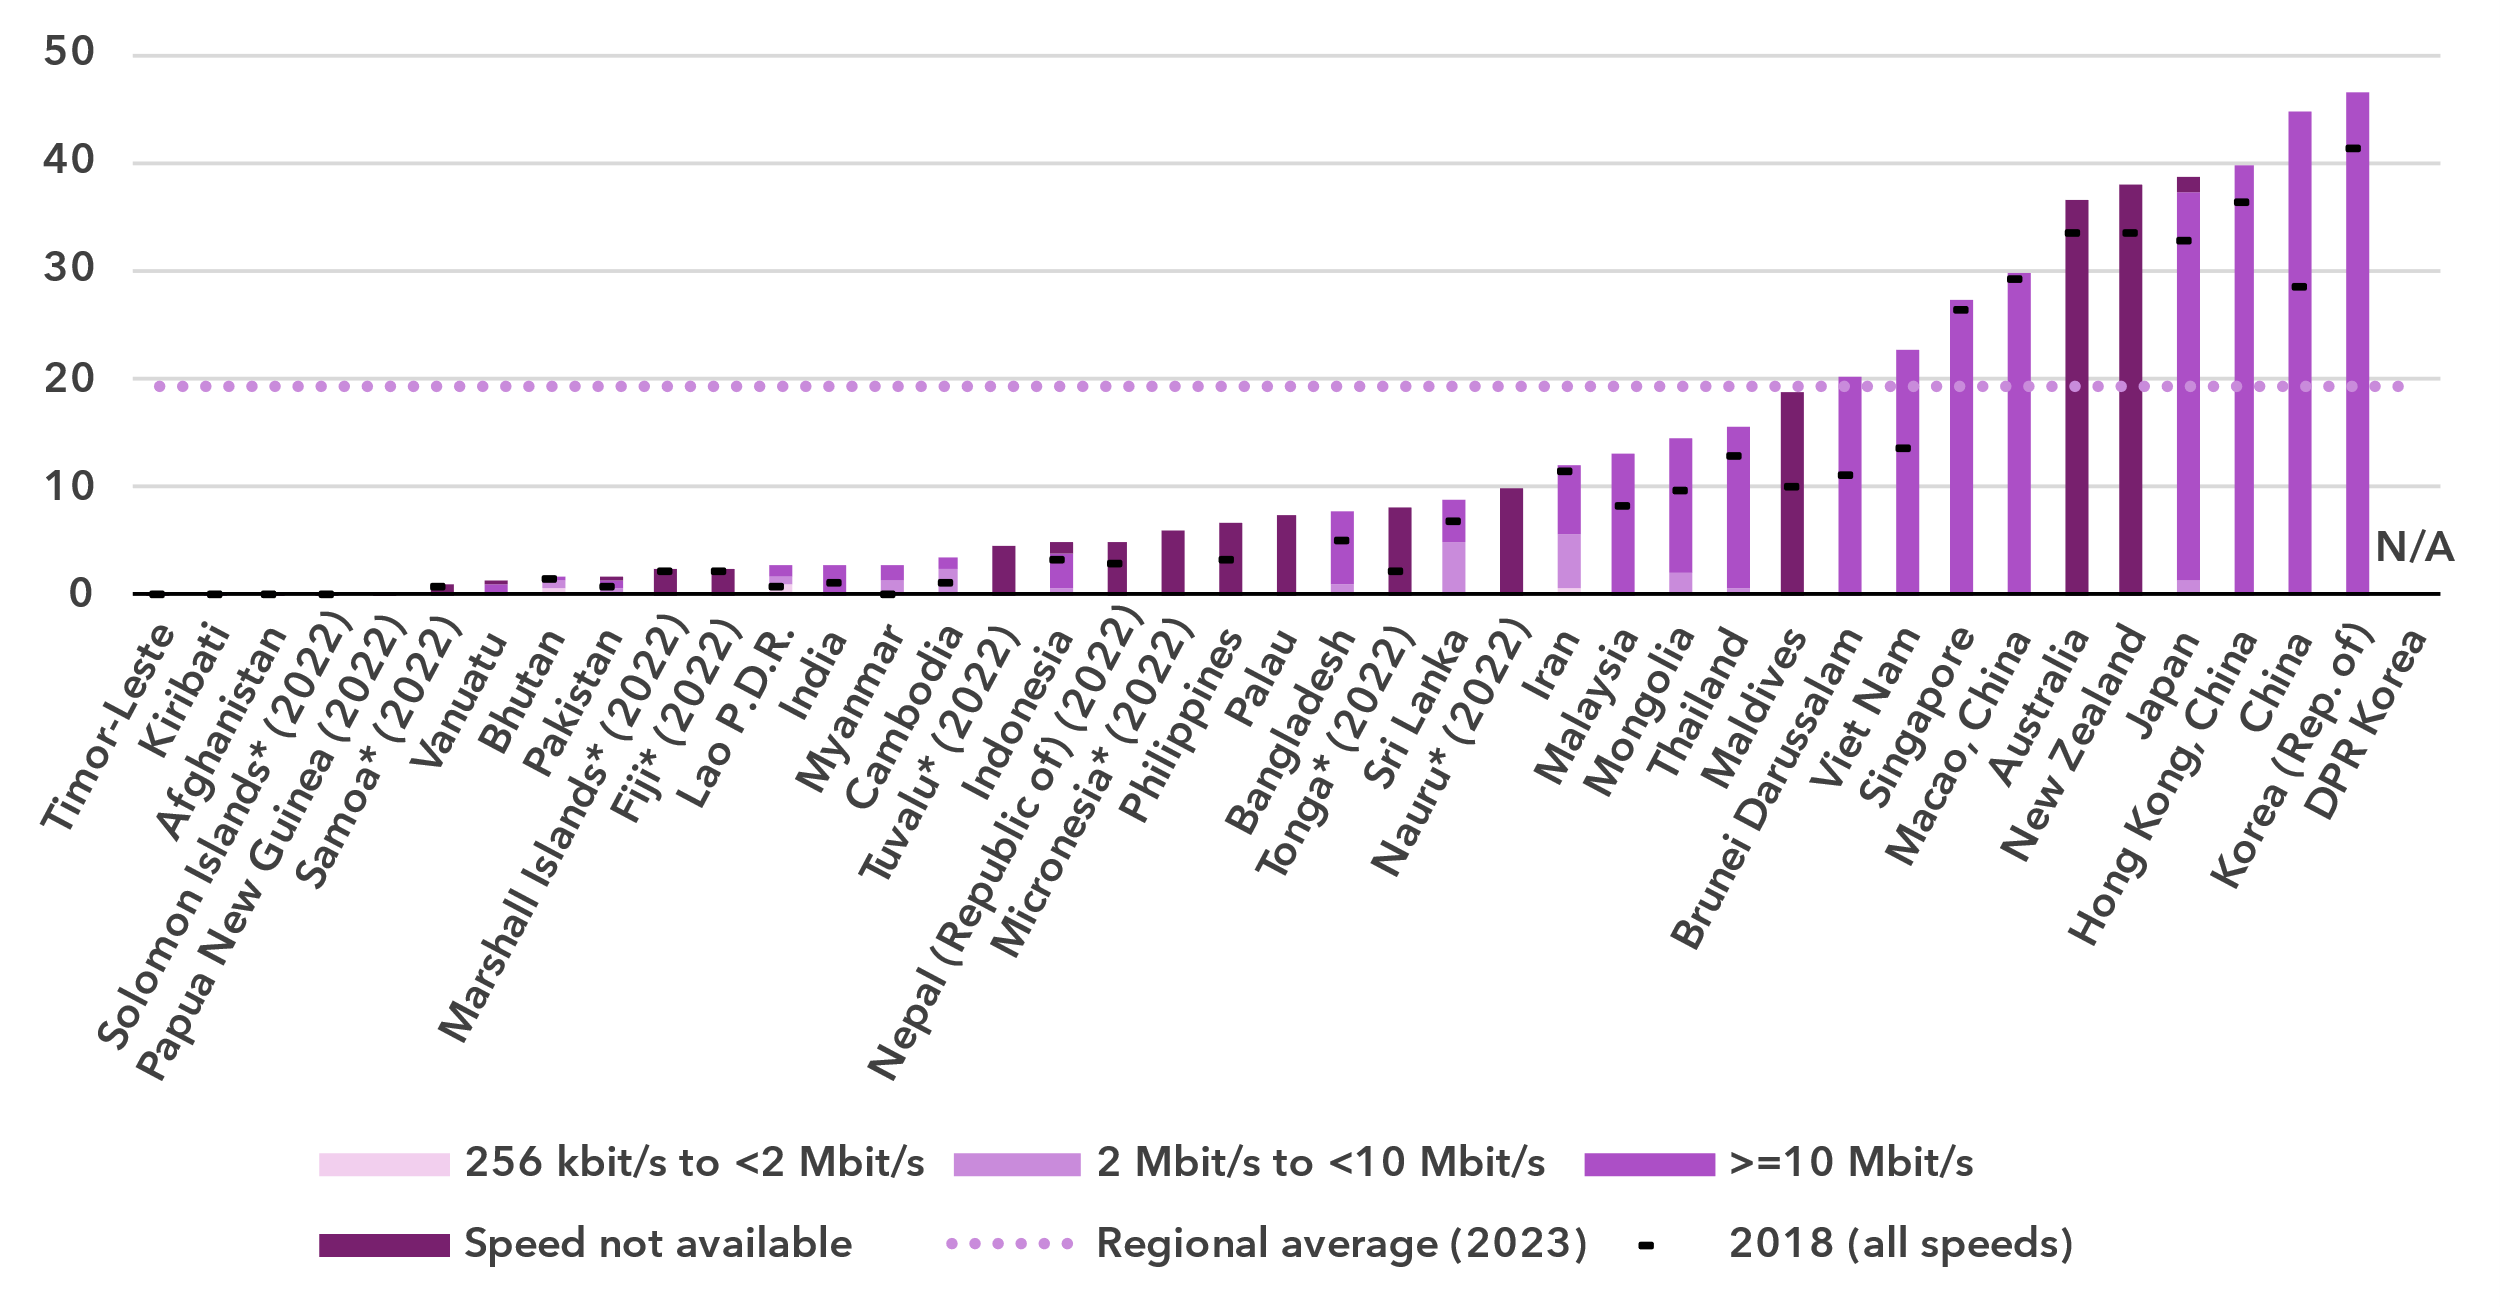 50
40
30
20
10
0
N/A
Timor-Leste
Kiribati
Afghanistan
Solomon Islands* (2022)
Papua New Guinea (2022)
Samoa* (2022)
Vanuatu
Bhutan
Pakistan
Marshall Islands* (2022)
Fiji* (2022)
Lao P.D.R.
India
Myanmar
Cambodia
Tuvalu* (2022)
Indonesia
Nepal (Republic of) (2022)
Micronesia* (2022)
Philippines
Palau
Bangladesh
Tonga* (2022)
Sri Lanka
Nauru* (2022)
Iran
Malaysia
Mongolia
Thailand
Maldives
Brunei Darussalam
Viet Nam
Singapore
Macao, China
Australia
New Zealand
Japan
Hong Kong, China
China
Korea (Rep. of)
DPR Korea
256 kbit/s to <2 Mbit/s
2 Mbit/s to <10 Mbit/s
>=10 Mbit/s
Speed not available
Regional average (2023)
2018 (all speeds)